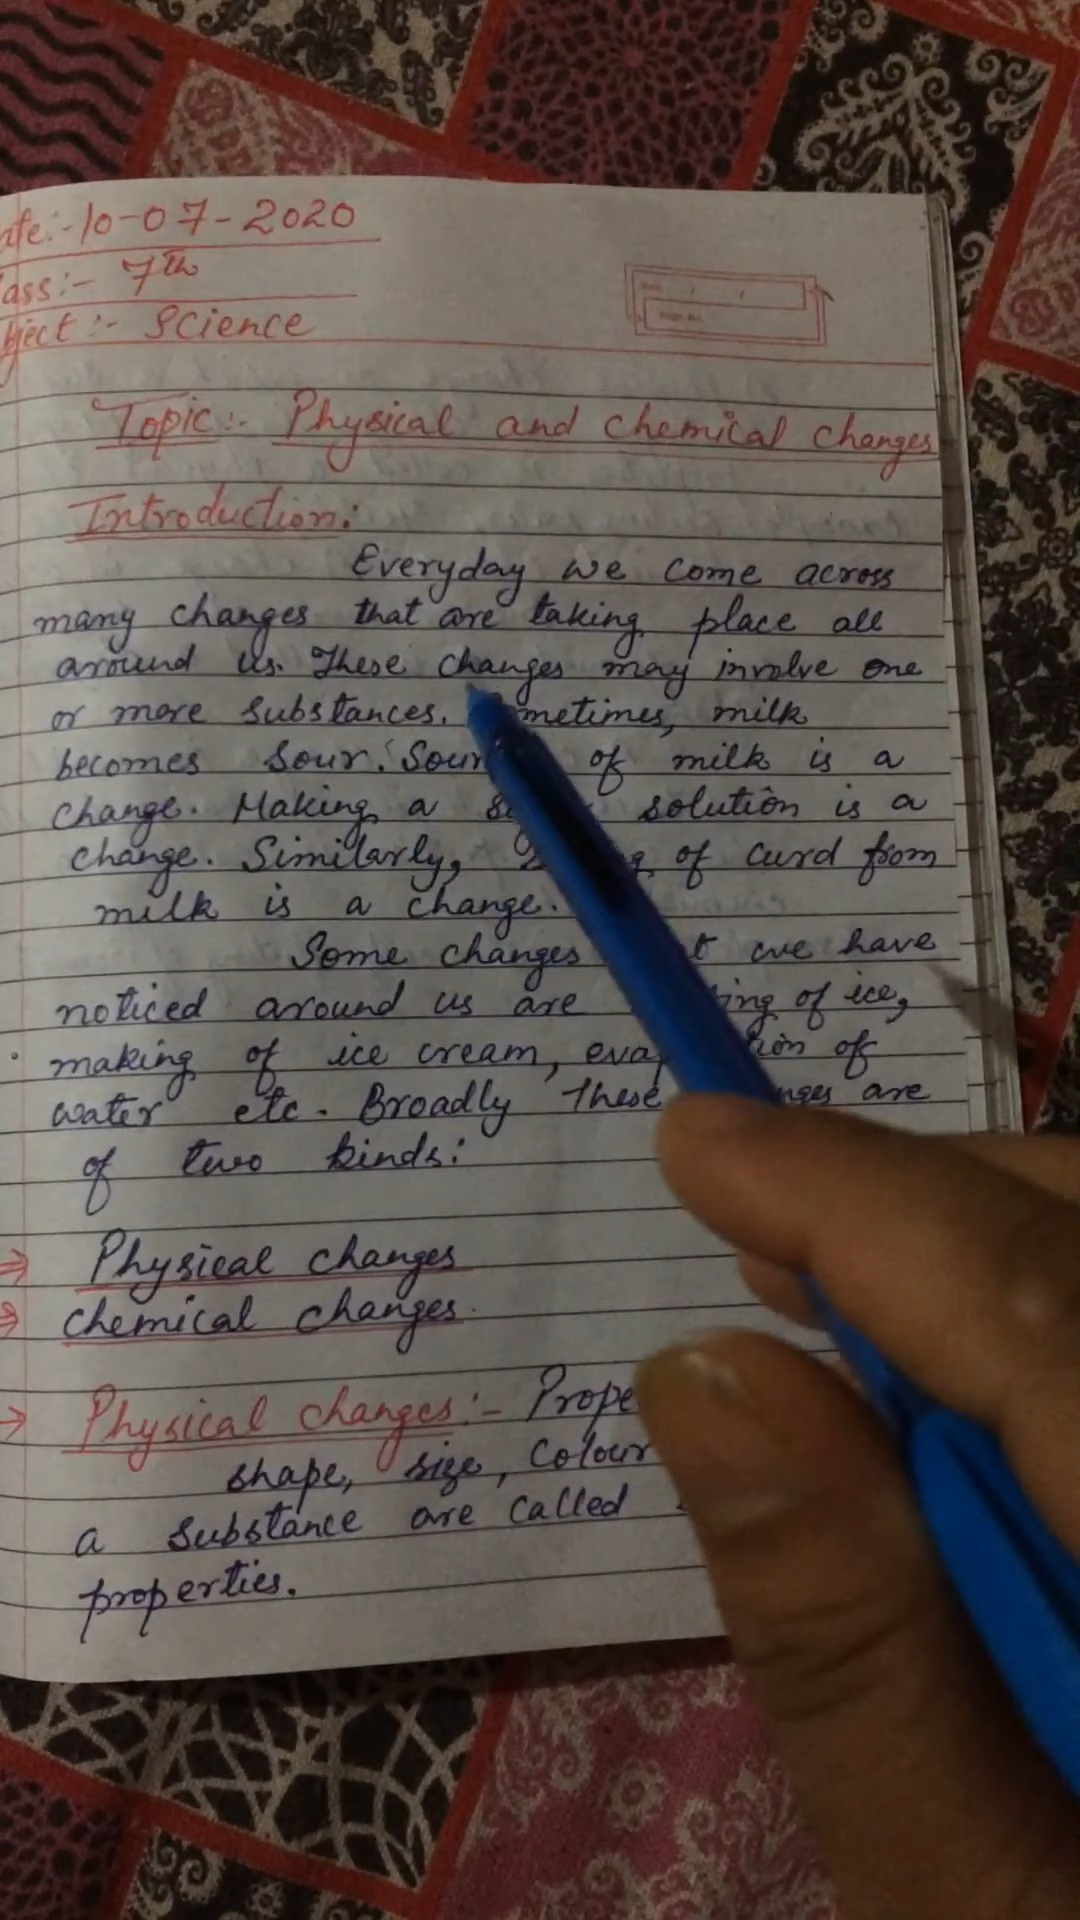 ate:- 10-07-2020
ass:- 7th
bject:- Science
Topic:- Physical and chemical changes
Introduction:
Everyday we come across
many changes that are taking place all
around us. These changes may involve one
or more substances. metimes, milk
becomes sour. Sour of milk is a
change. Making a solution is a
change. Similarly, of curd from
milk is a change.
Some changes we have
noticed around us are of ice,
making of ice cream, eva tion of
water etc. Broadly these nges are
of two kinds:
⇒ Physical changes
⇒ Chemical changes.
→ Physical changes:- Prope
shape, size, colour
a substance are called
properties.